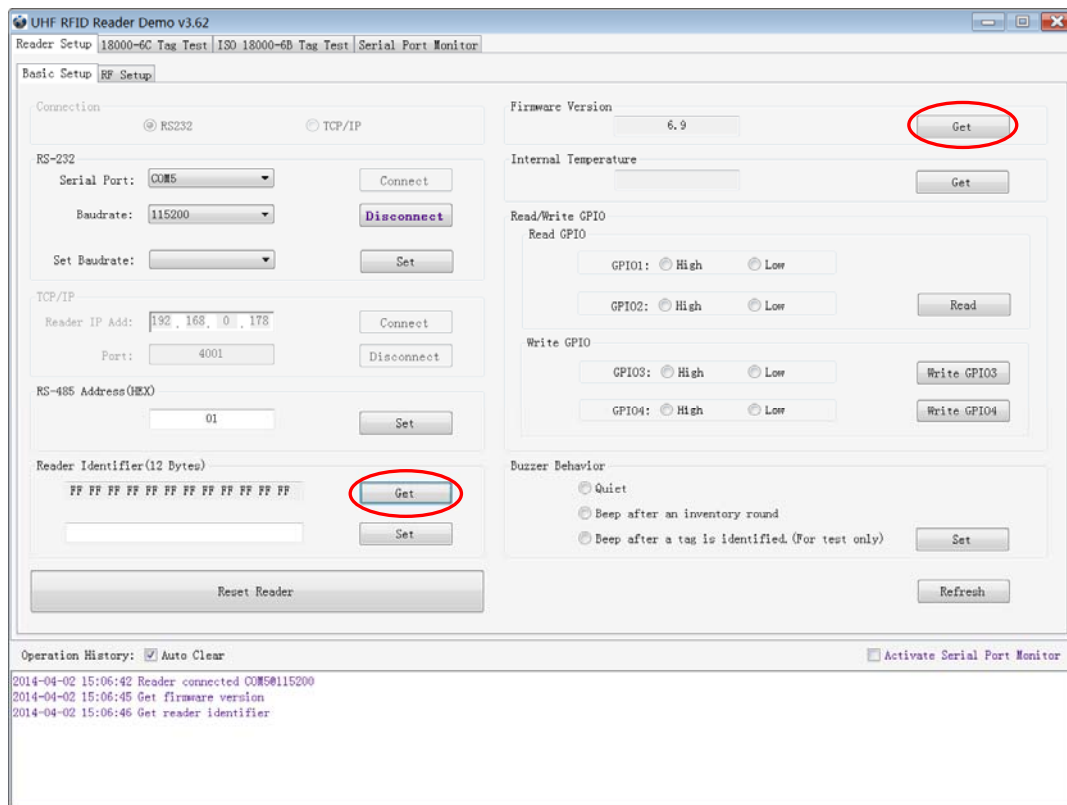 UHF RFID Reader Demo v3.62
Reader Setup 18000-6C Tag Test ISO 18000-6B Tag Test Serial Port Monitor
Basic Setup RF Setup
Connection
RS232 TCP/IP
RS-232
Serial Port: COM5 Connect
Baudrate: 115200 Disconnect
Set Baudrate: Set
TCP/IP
Reader IP Add: 192 . 168 . 0 . 178 Connect
Port: 4001 Disconnect
RS-485 Address(HEX)
01 Set
Reader Identifier(12 Bytes)
FF FF FF FF FF FF FF FF FF FF FF FF Get
Set
Reset Reader
Firmware Version
6.9 Get
Internal Temperature
Get
Read/Write GPIO
Read GPIO
GPIO1: High Low
GPIO2: High Low Read
Write GPIO
GPIO3: High Low Write GPIO3
GPIO4: High Low Write GPIO4
Buzzer Behavior
Quiet
Beep after an inventory round
Beep after a tag is identified.(For test only) Set
Refresh
Operation History: Auto Clear Activate Serial Port Monitor
2014-04-02 15:06:42 Reader connected COM5@115200
2014-04-02 15:06:45 Get firmware version
2014-04-02 15:06:46 Get reader identifier